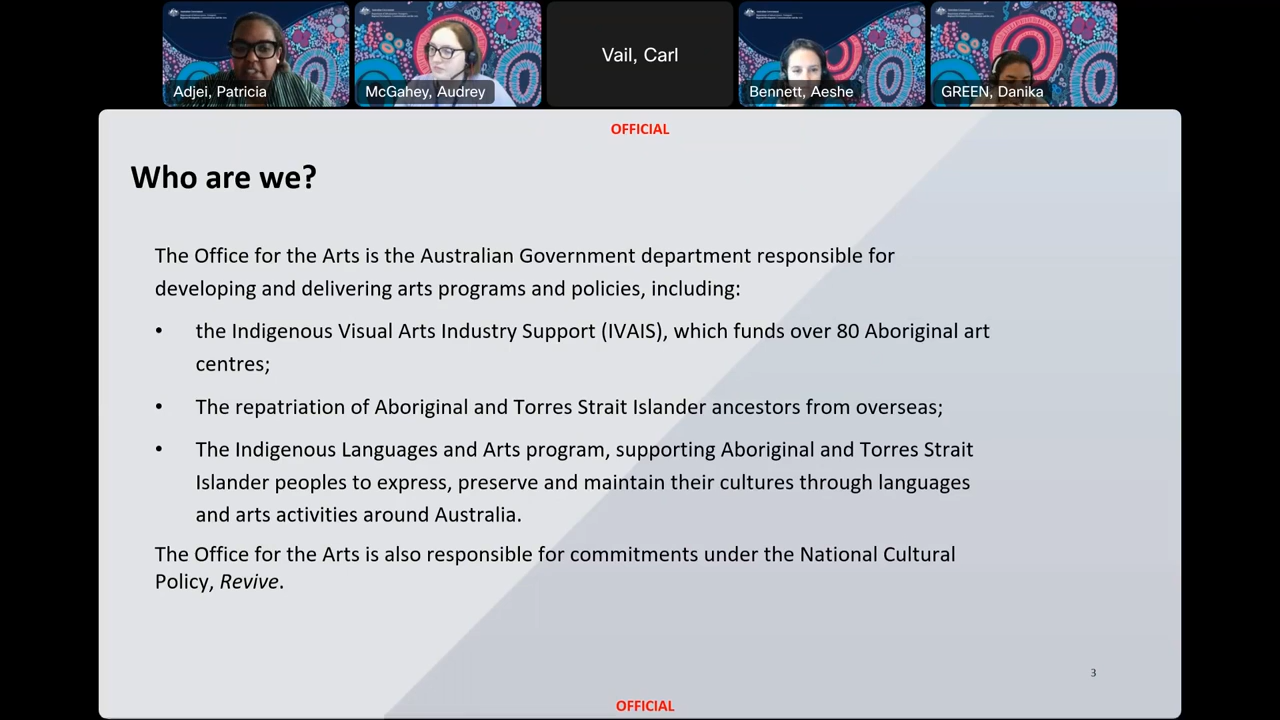 Adjei, Patricia
McGahey, Audrey
Vail, Carl
Bennett, Aeshe
GREEN, Danika
OFFICIAL
Who are we?
The Office for the Arts is the Australian Government department responsible for
developing and delivering arts programs and policies, including:
• the Indigenous Visual Arts Industry Support (IVAIS), which funds over 80 Aboriginal art
centres;
• The repatriation of Aboriginal and Torres Strait Islander ancestors from overseas;
• The Indigenous Languages and Arts program, supporting Aboriginal and Torres Strait
Islander peoples to express, preserve and maintain their cultures through languages
and arts activities around Australia.
The Office for the Arts is also responsible for commitments under the National Cultural
Policy, Revive.
3
OFFICIAL